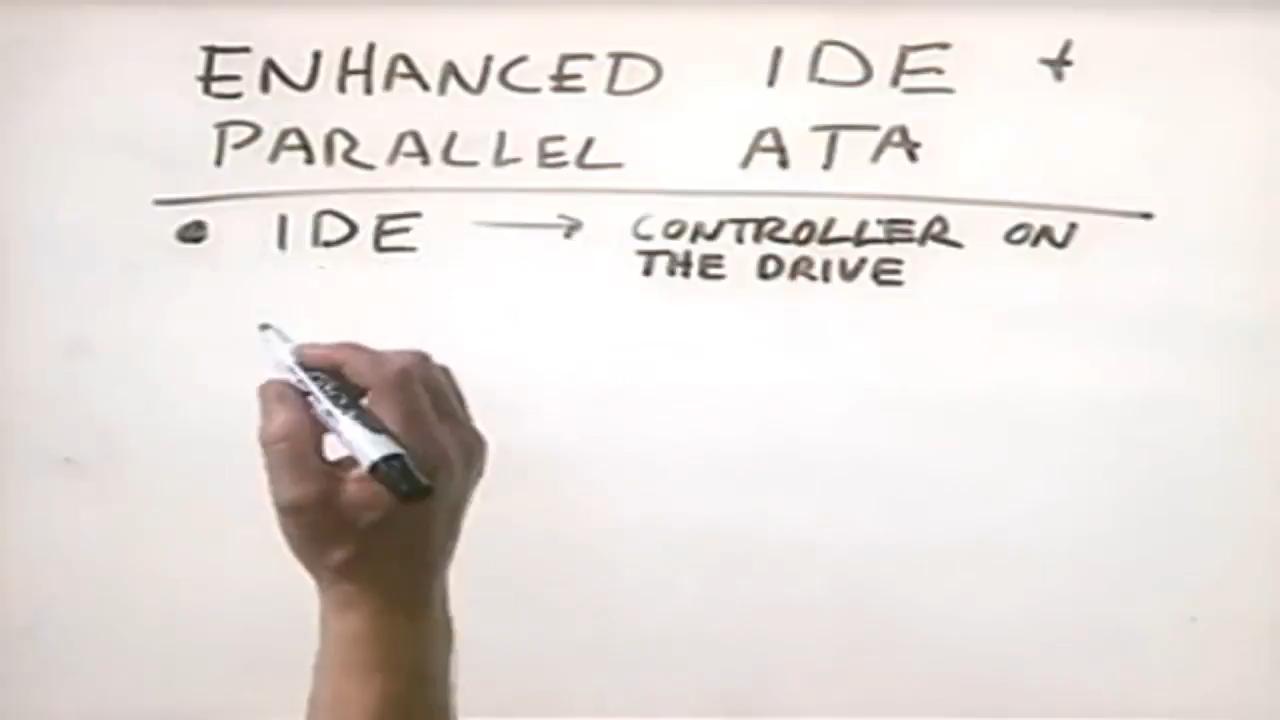 ENHANCED IDE +
PARALLEL ATA
• IDE → CONTROLLER ON
THE DRIVE